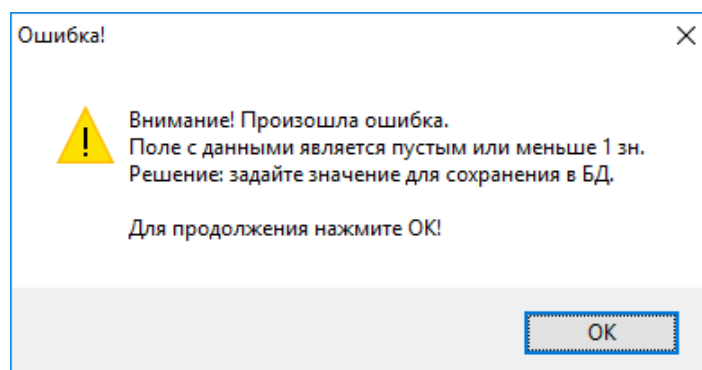 Ошибка!
Внимание! Произошла ошибка.
Поле с данными является пустым или меньше 1 зн.
Решение: задайте значение для сохранения в БД.
Для продолжения нажмите ОК!
ОК